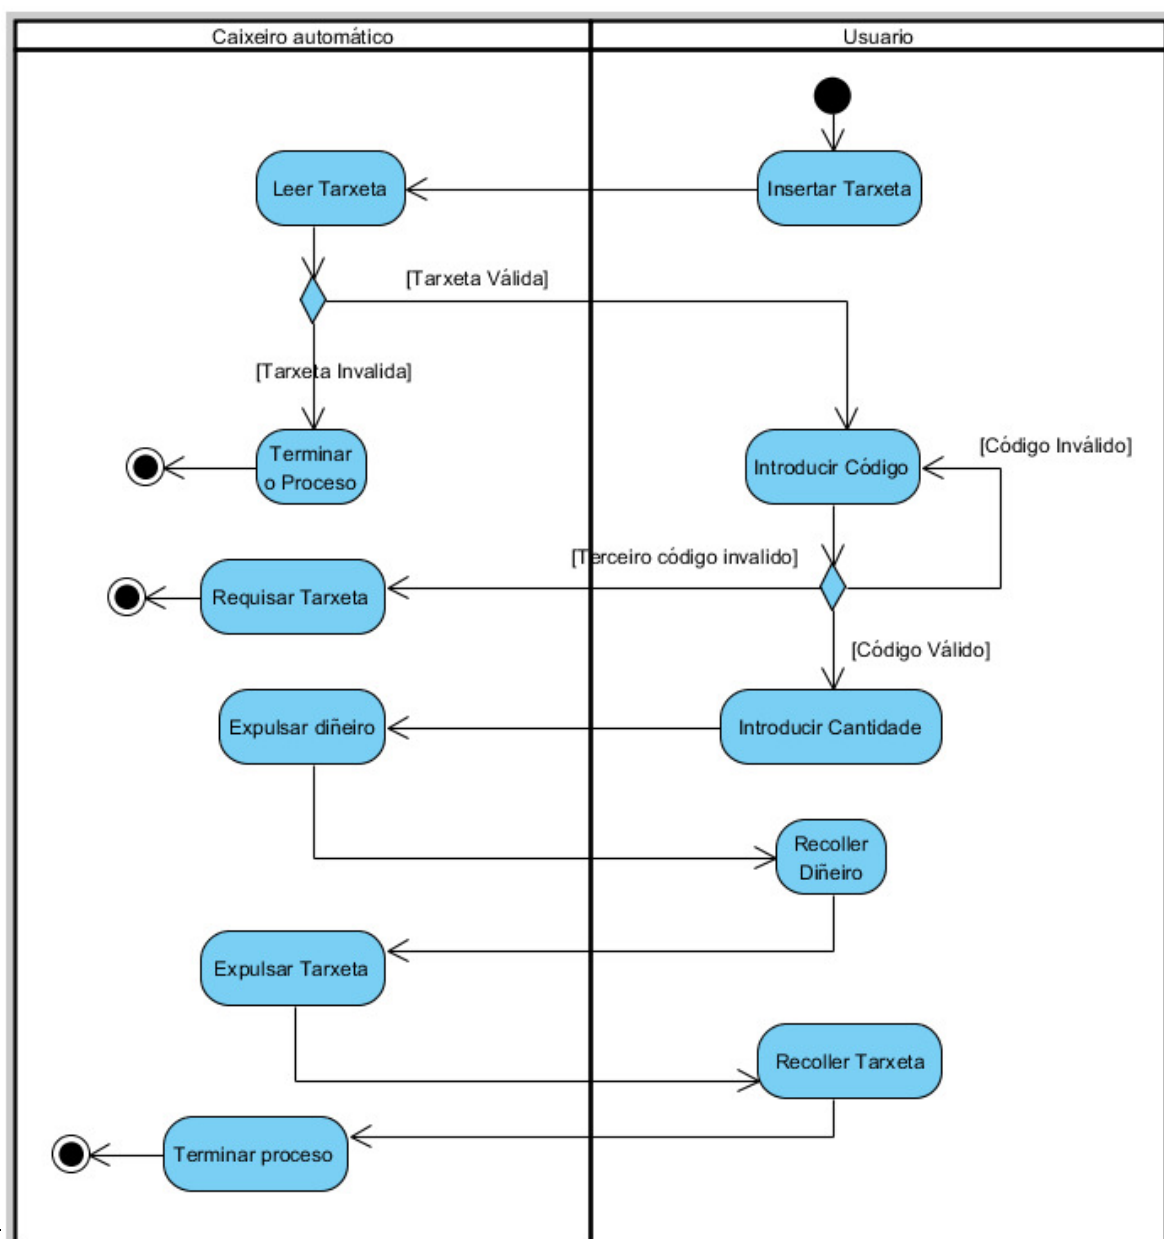 Caixeiro automático
Usuario
Leer Tarxeta
Insertar Tarxeta
[Tarxeta Válida]
[Tarxeta Invalida]
Terminar
o Proceso
Introducir Código
[Código Inválido]
[Terceiro código invalido]
Requisar Tarxeta
[Código Válido]
Expulsar diñeiro
Introducir Cantidade
Recoller
Diñeiro
Expulsar Tarxeta
Recoller Tarxeta
Terminar proceso